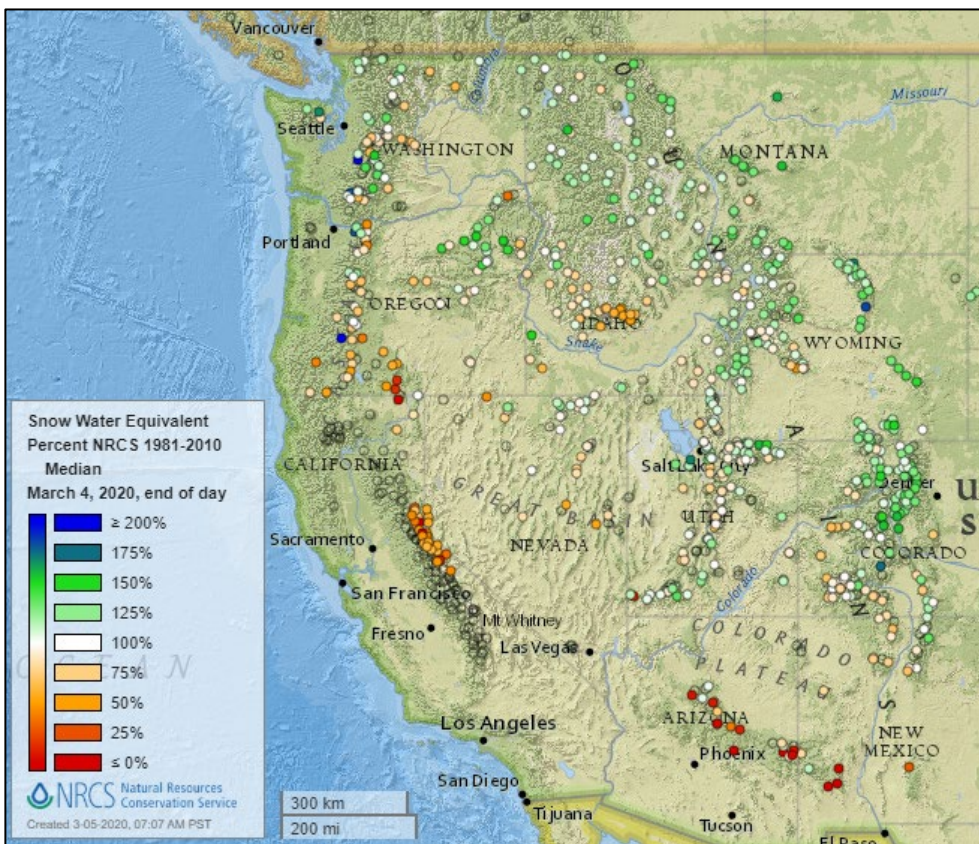 Vancouver
Columbia
Missouri
Seattle
WASHINGTON
MONTANA
Portland
OREGON
IDAHO
Snake
WYOMING
Snow Water Equivalent
Percent NRCS 1981-2010
Median
March 4, 2020, end of day
≥ 200%
175%
150%
125%
100%
75%
50%
25%
≤ 0%
NRCS Natural Resources
Conservation Service
Created 3-05-2020, 07:07 AM PST
CALIFORNIA
Salt Lake City
Denver
U
S
GREAT BASIN
UTAH
NEVADA
COLORADO
Sacramento
San Francisco
Colorado
Mt Whitney
Fresno
Las Vegas
COLORADO
PLATEAU
OCEAN
ARIZONA
Los Angeles
Phoenix
NEW
MEXICO
San Diego
Tijuana
Tucson
El Paso
300 km
200 mi